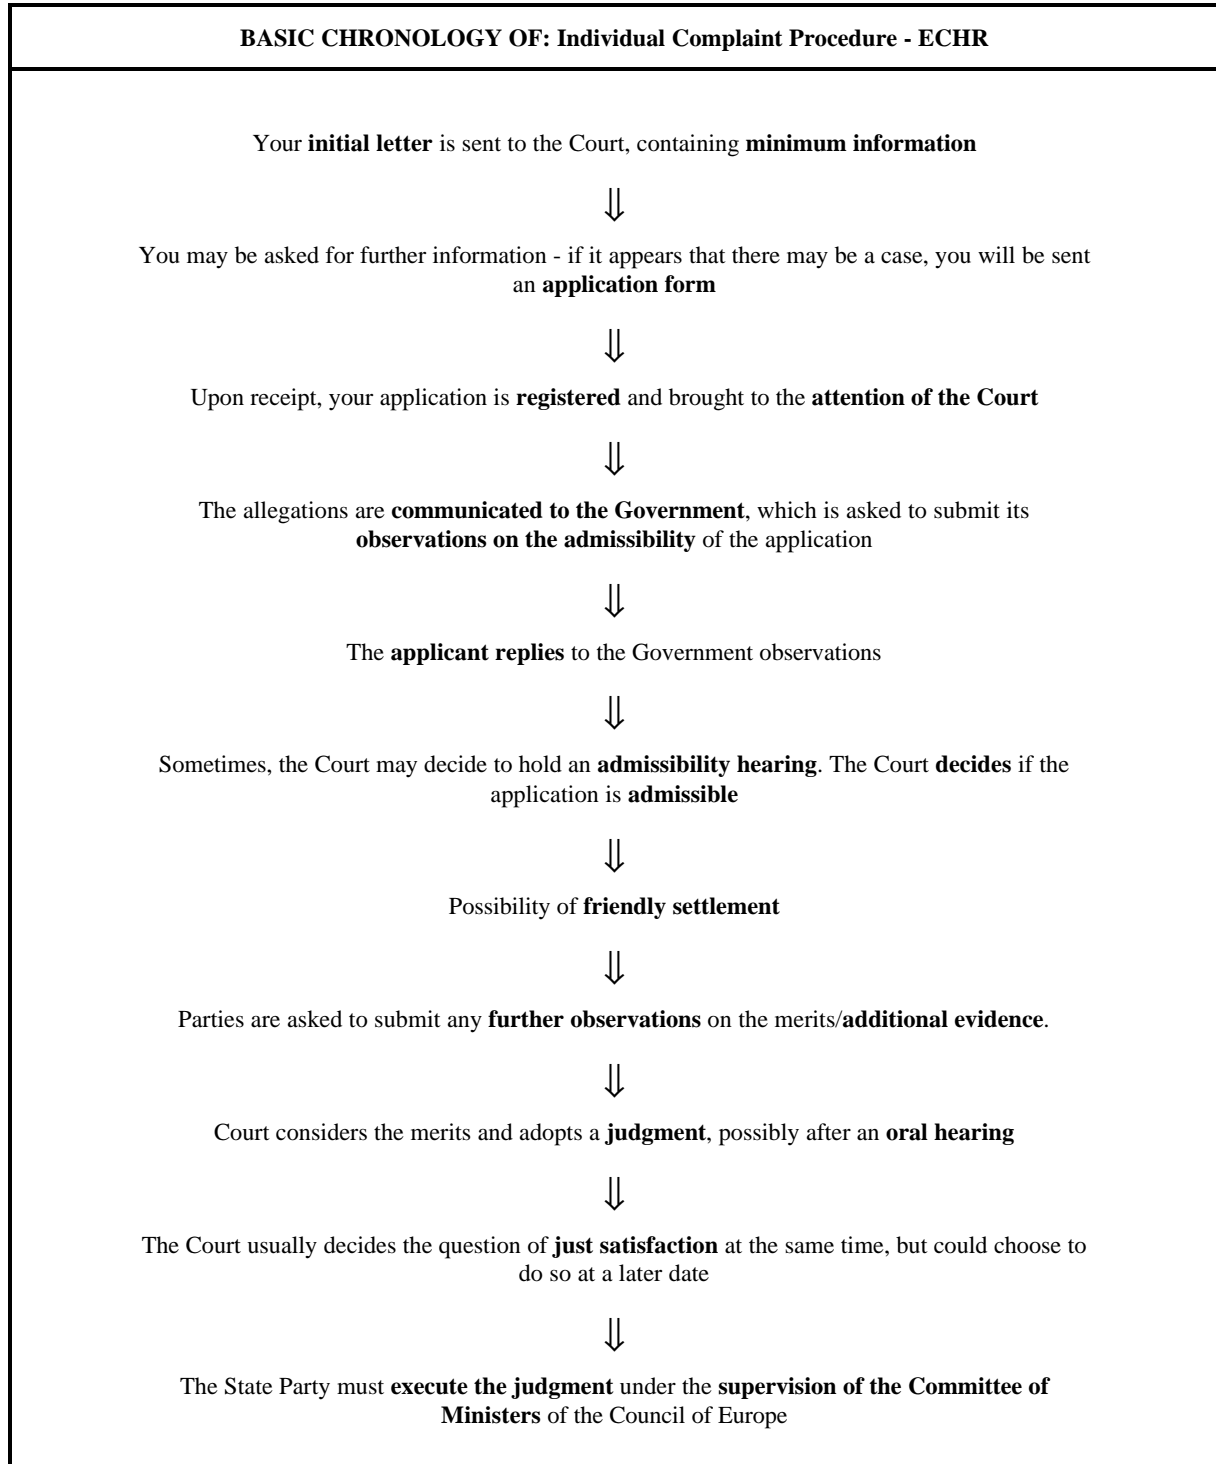 BASIC CHRONOLOGY OF: Individual Complaint Procedure - ECHR
Your initial letter is sent to the Court, containing minimum information
⇓
You may be asked for further information - if it appears that there may be a case, you will be sent
an application form
⇓
Upon receipt, your application is registered and brought to the attention of the Court
⇓
The allegations are communicated to the Government, which is asked to submit its
observations on the admissibility of the application
⇓
The applicant replies to the Government observations
⇓
Sometimes, the Court may decide to hold an admissibility hearing. The Court decides if the
application is admissible
⇓
Possibility of friendly settlement
⇓
Parties are asked to submit any further observations on the merits/additional evidence.
⇓
Court considers the merits and adopts a judgment, possibly after an oral hearing
⇓
The Court usually decides the question of just satisfaction at the same time, but could choose to
do so at a later date
⇓
The State Party must execute the judgment under the supervision of the Committee of
Ministers of the Council of Europe